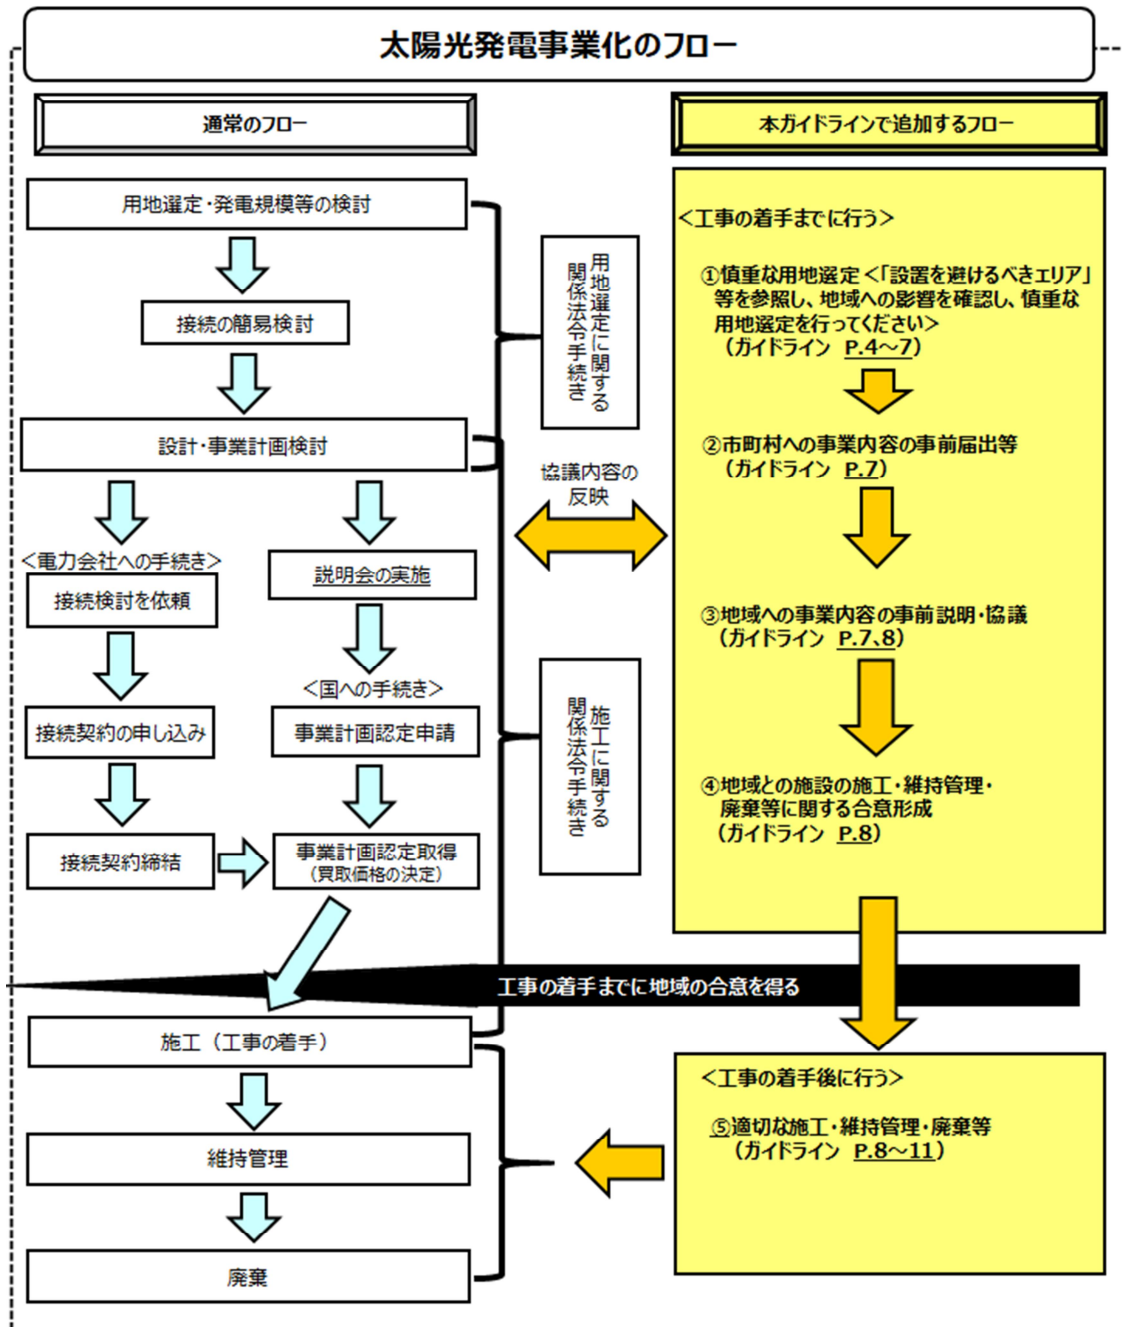 太陽光発電事業化のフロー
通常のフロー
用地選定・発電規模等の検討
接続の簡易検討
設計・事業計画検討
＜電力会社への手続き＞
接続検討を依頼
接続契約の申し込み
接続契約締結
説明会の実施
＜国への手続き＞
事業計画認定申請
事業計画認定取得
（買取価格の決定）
用地選定に関する
関係法令手続き
協議内容の
反映
施工に関する
関係法令手続き
本ガイドラインで追加するフロー
＜工事の着手までに行う＞
①慎重な用地選定＜「設置を避けるべきエリア」
等を参照し、地域への影響を確認し、慎重な
用地選定を行ってください＞
（ガイドライン P.4～7）
②市町村への事業内容の事前届出等
（ガイドライン P.7）
③地域への事業内容の事前説明・協議
（ガイドライン P.7、8）
④地域との施設の施工・維持管理・
廃棄等に関する合意形成
（ガイドライン P.8）
工事の着手までに地域の合意を得る
施工（工事の着手）
維持管理
廃棄
＜工事の着手後に行う＞
⑤適切な施工・維持管理・廃棄等
（ガイドライン P.8～11）